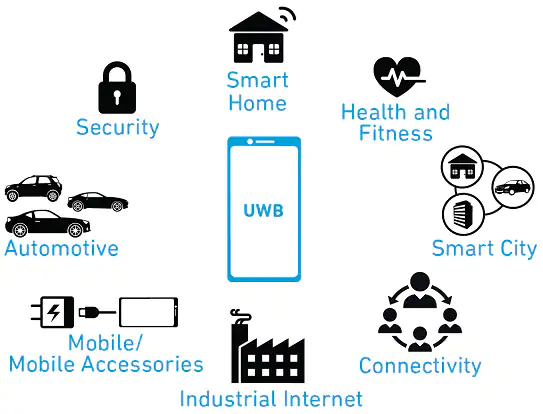 Smart
Home
Security
Health and
Fitness
UWB
Automotive
Smart City
Mobile/
Mobile Accessories
Connectivity
Industrial Internet